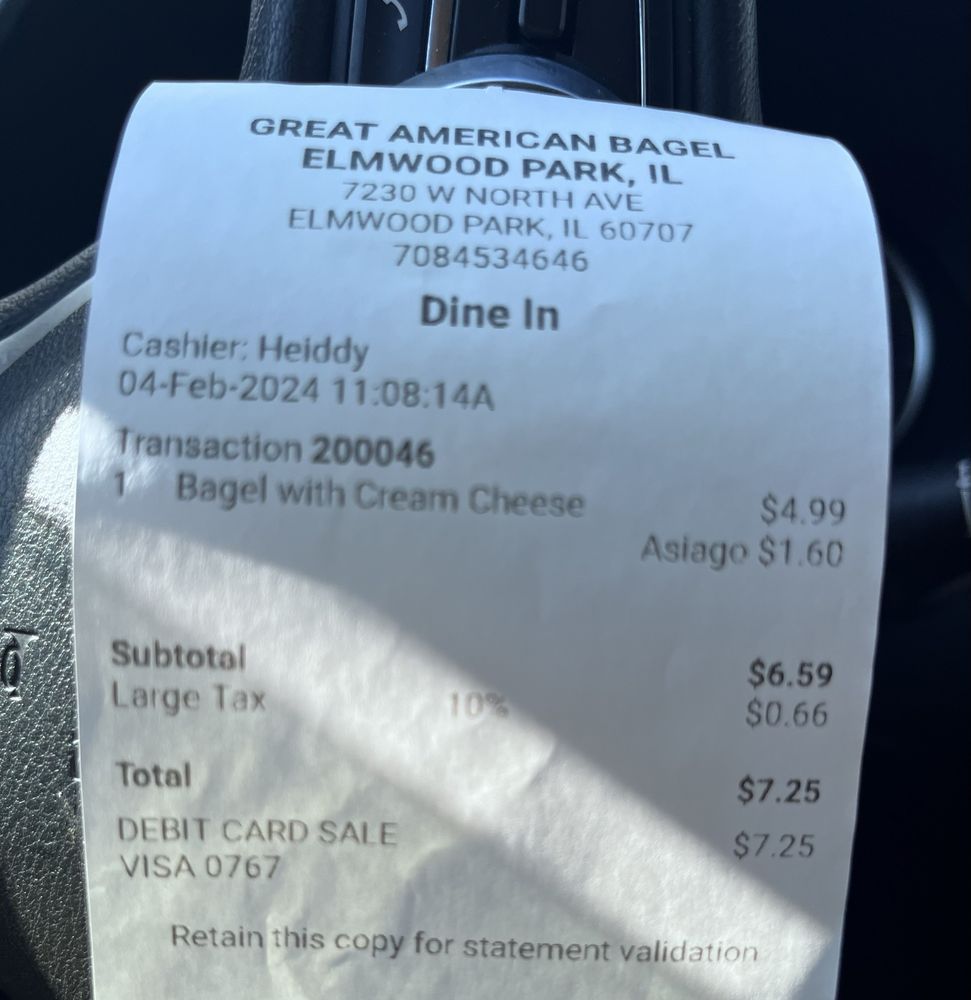 GREAT AMERICAN BAGEL
ELMWOOD PARK, IL
7230 W NORTH AVE
ELMWOOD PARK, IL 60707
7084534646
Dine In
Cashier: Heiddy
04-Feb-2024 11:08:14A
Transaction 200046
1 Bagel with Cream Cheese $4.99
Asiago $1.60
Subtotal $6.59
Large Tax 10% $0.66
Total $7.25
DEBIT CARD SALE $7.25
VISA 0767
Retain this copy for statement validation